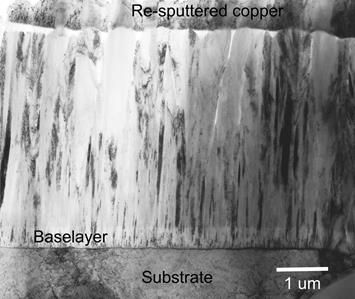 Re-sputtered copper
Baselayer
Substrate
1 um